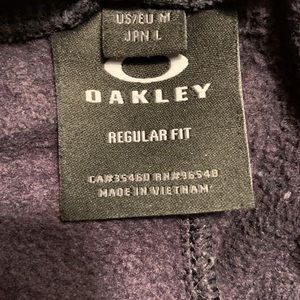 US/EU M
JPN L
OAKLEY
REGULAR FIT
CA#35460 RN#96548
MADE IN VIETNAM